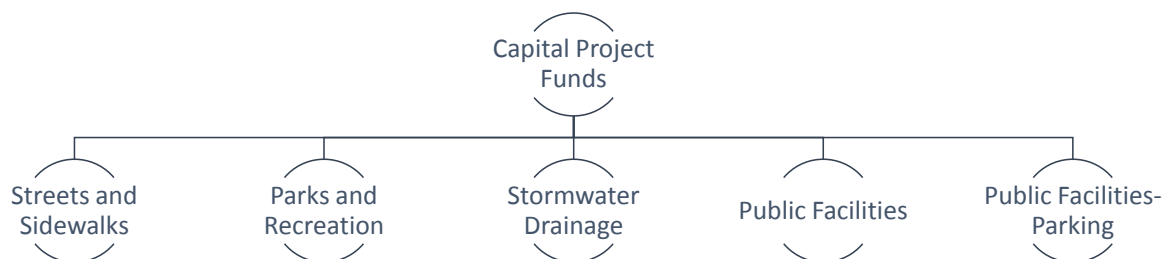 Capital Project
Funds
Streets and
Sidewalks
Parks and
Recreation
Stormwater
Drainage
Public Facilities
Public Facilities-
Parking